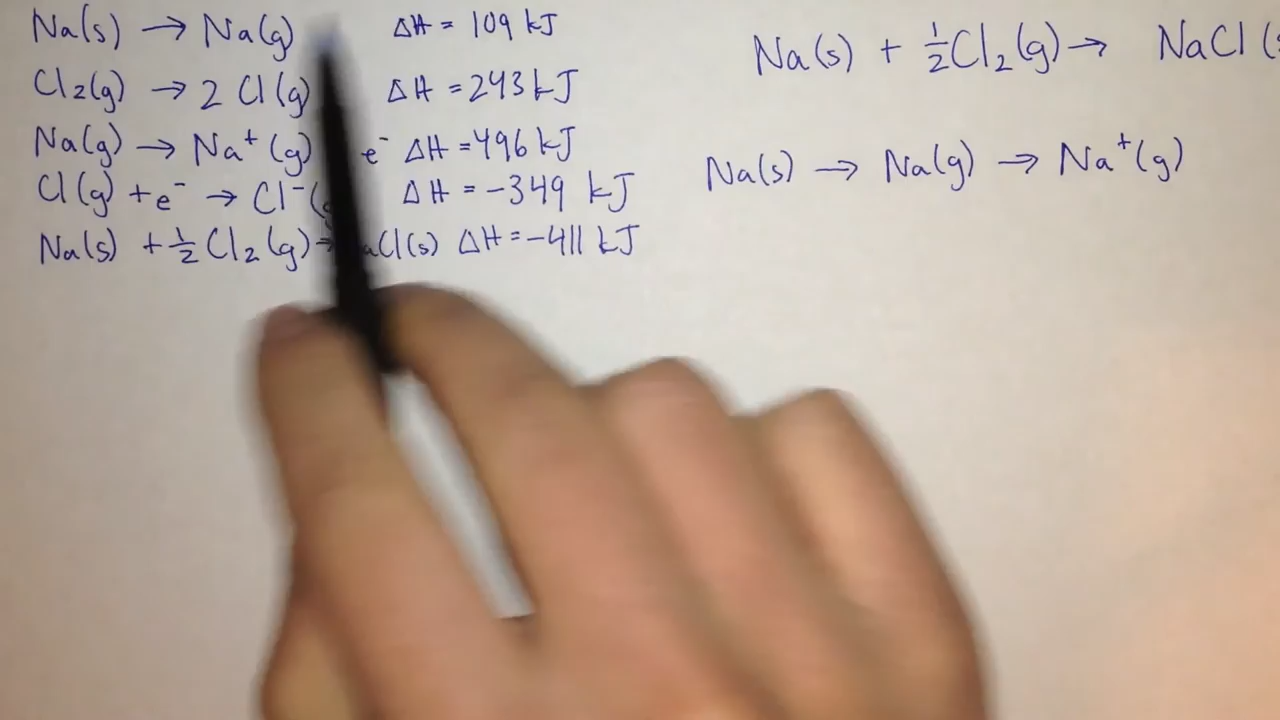 Na(s) → Na(g) ΔH = 109 kJ
Cl₂(g) → 2 Cl(g) ΔH = 243 kJ
Na(g) → Na⁺(g) e⁻ ΔH = 496 kJ
Cl(g) + e⁻ → Cl⁻( ΔH = -349 kJ
Na(s) + ½Cl₂(g) → aCl(s) ΔH = -411 kJ
Na(s) + ½Cl₂(g) → NaCl (
Na(s) → Na(g) → Na⁺(g)